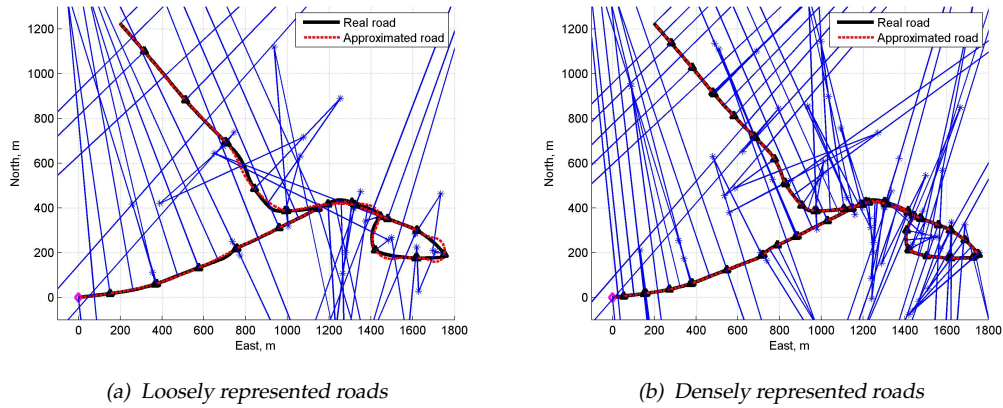 1200
1000
800
600
400
200
0
North, m
0 200 400 600 800 1000 1200 1400 1600 1800
East, m
Real road
Approximated road
(a) Loosely represented roads
1200
1000
800
600
400
200
0
North, m
0 200 400 600 800 1000 1200 1400 1600 1800
East, m
Real road
Approximated road
(b) Densely represented roads